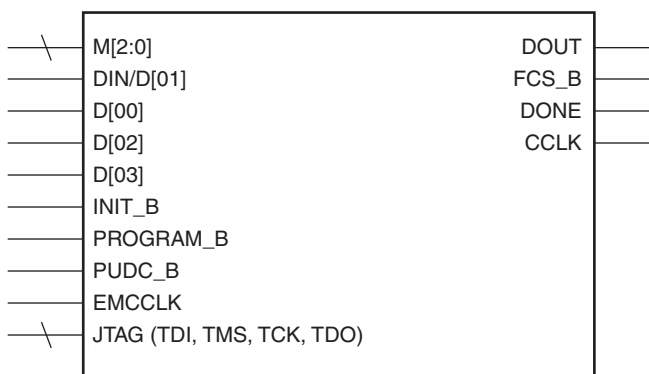 M[2:0] DOUT
DIN/D[01] FCS_B
D[00] DONE
D[02] CCLK
D[03]
INIT_B
PROGRAM_B
PUDC_B
EMCCLK
JTAG (TDI, TMS, TCK, TDO)